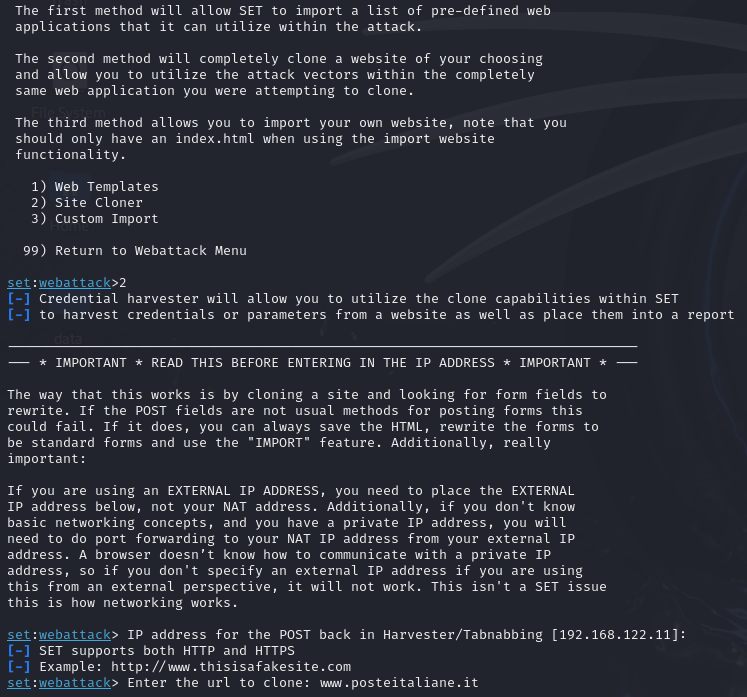 The first method will allow SET to import a list of pre-defined web
applications that it can utilize within the attack.
The second method will completely clone a website of your choosing
and allow you to utilize the attack vectors within the completely
same web application you were attempting to clone.
The third method allows you to import your own website, note that you
should only have an index.html when using the import website
functionality.
1) Web Templates
2) Site Cloner
3) Custom Import
99) Return to Webattack Menu
set:webattack>2
[-] Credential harvester will allow you to utilize the clone capabilities within SET
[-] to harvest credentials or parameters from a website as well as place them into a report
--- * IMPORTANT * READ THIS BEFORE ENTERING IN THE IP ADDRESS * IMPORTANT * ---
The way that this works is by cloning a site and looking for form fields to
rewrite. If the POST fields are not usual methods for posting forms this
could fail. If it does, you can always save the HTML, rewrite the forms to
be standard forms and use the "IMPORT" feature. Additionally, really
important:
If you are using an EXTERNAL IP ADDRESS, you need to place the EXTERNAL
IP address below, not your NAT address. Additionally, if you don't know
basic networking concepts, and you have a private IP address, you will
need to do port forwarding to your NAT IP address from your external IP
address. A browser doesn't know how to communicate with a private IP
address, so if you don't specify an external IP address if you are using
this from an external perspective, it will not work. This isn't a SET issue
this is how networking works.
set:webattack> IP address for the POST back in Harvester/Tabnabbing [192.168.122.11]:
[-] SET supports both HTTP and HTTPS
[-] Example: http://www.thisisafakesite.com
set:webattack> Enter the url to clone: www.posteitaliane.it
File System
Home
data